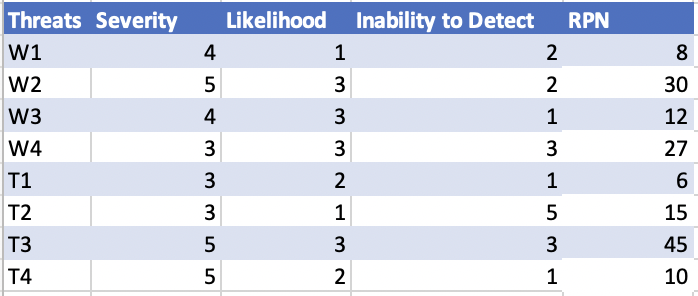 Threats Severity Likelihood Inability to Detect RPN
W1 4 1 2 8
W2 5 3 2 30
W3 4 3 1 12
W4 3 3 3 27
T1 3 2 1 6
T2 3 1 5 15
T3 5 3 3 45
T4 5 2 1 10